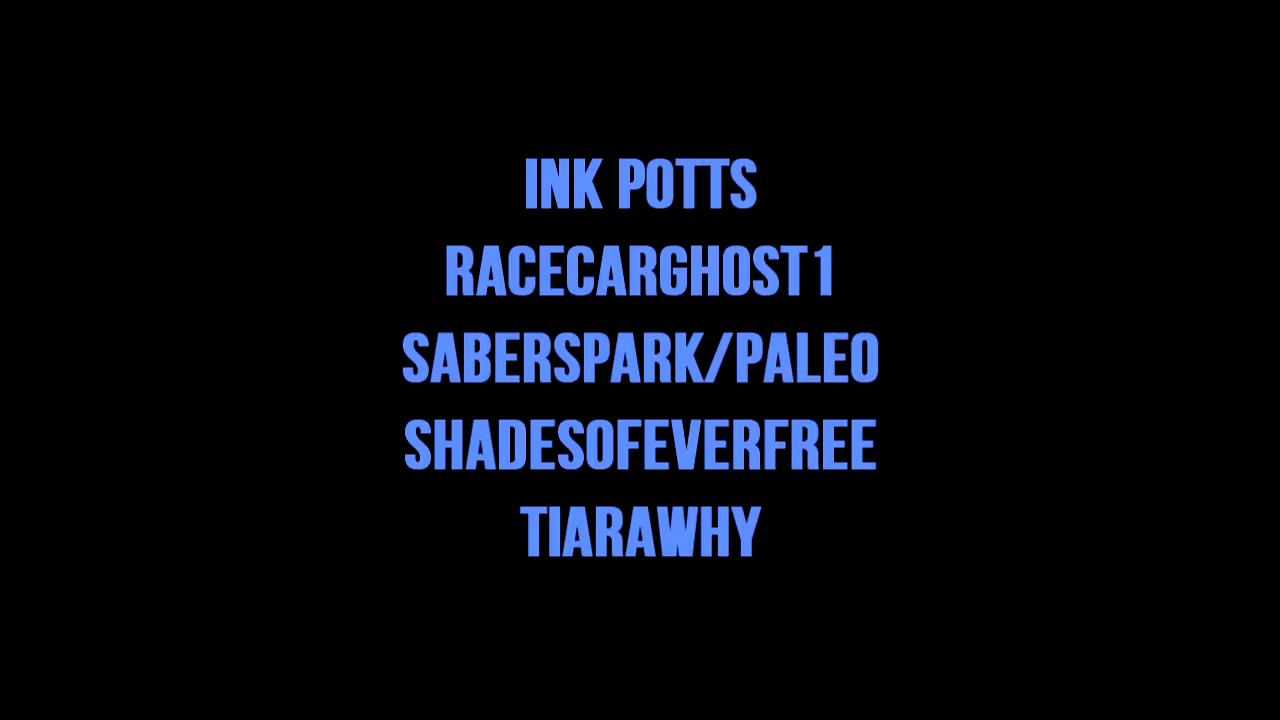 INK POTTS
RACECARGHOST1
SABERSPARK/PALEO
SHADESOFEVERFREE
TIARAWHY